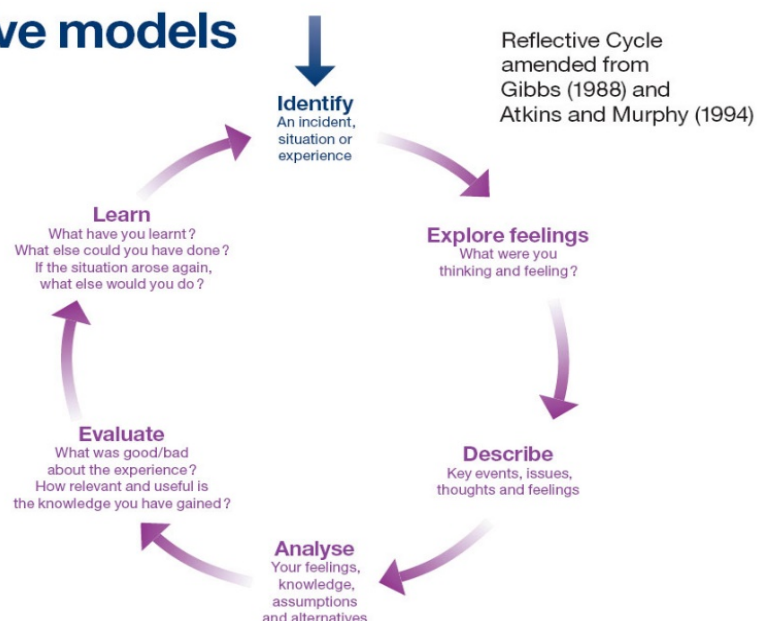 ve models
Reflective Cycle
amended from
Gibbs (1988) and
Atkins and Murphy (1994)
Identify
An incident,
situation or
experience
Explore feelings
What were you
thinking and feeling?
Describe
Key events, issues,
thoughts and feelings
Analyse
Your feelings,
knowledge,
assumptions
and alternatives
Evaluate
What was good/bad
about the experience?
How relevant and useful is
the knowledge you have gained?
Learn
What have you learnt?
What else could you have done?
If the situation arose again,
what else would you do?